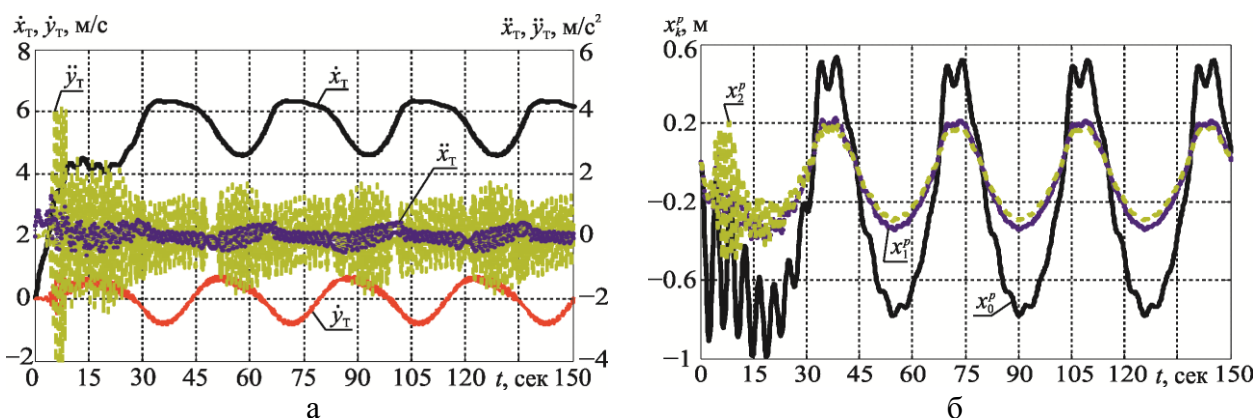 ẋт, ẏт, м/с
ẍт, ÿт, м/с²
8
6
4
2
0
−2
6
4
2
0
−2
−4
ÿт
ẋт
ẍт
ẏт
0 15 30 45 60 75 90 105 120 t, сек 150
а
xₖᵖ, м
0.6
0.2
−0.2
−0.6
−1
x₂ᵖ
x₁ᵖ
x₀ᵖ
0 15 30 45 60 75 90 105 120 t, сек 150
б